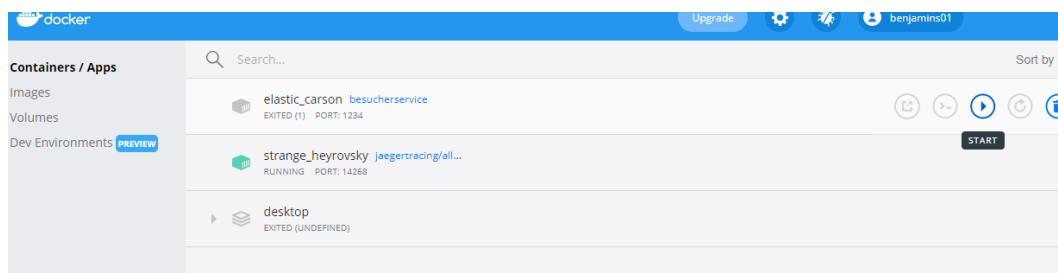 docker
Upgrade
benjamins01
Containers / Apps
Images
Volumes
Dev Environments PREVIEW
Search...
Sort by
elastic_carson besucherservice
EXITED (1) PORT: 1234
START
strange_heyrovsky jaegertracing/all...
RUNNING PORT: 14268
desktop
EXITED (UNDEFINED)